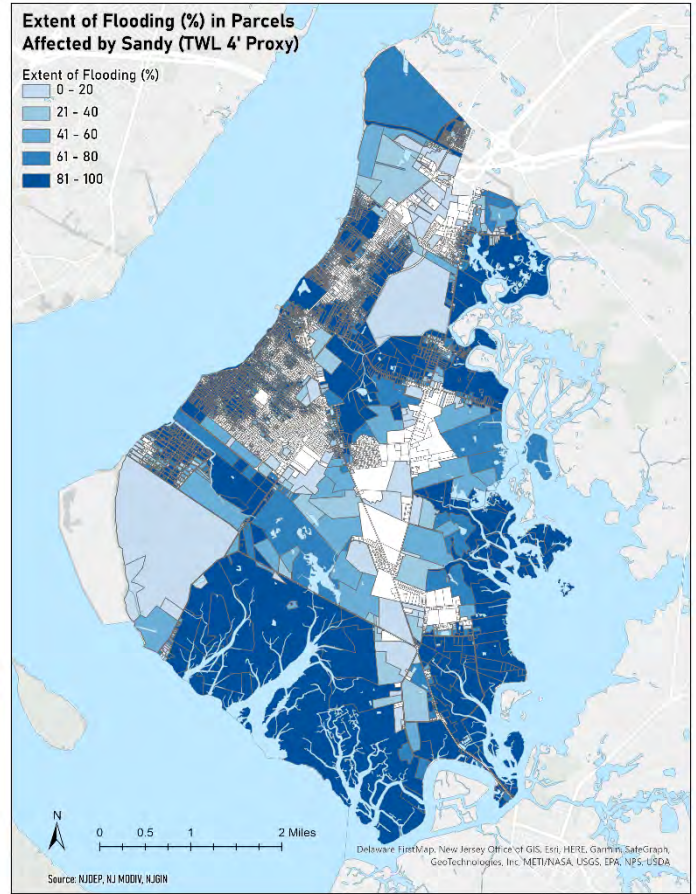 Extent of Flooding (%) in Parcels
Affected by Sandy (TWL 4' Proxy)
Extent of Flooding (%)
0 - 20
21 - 40
41 - 60
61 - 80
81 - 100
N
0 0.5 1 2 Miles
Delaware FirstMap, New Jersey Office of GIS, Esri, HERE, Garmin, SafeGraph,
GeoTechnologies, Inc, METI/NASA, USGS, EPA, NPS, USDA
Source: NJDEP, NJ MODIV, NJGIN